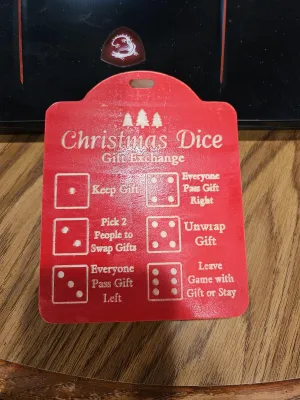 Christmas Dice
Gift Exchange
Keep Gift
Everyone
Pass Gift
Right
Pick 2
People to
Swap Gifts
Unwrap
Gift
Everyone
Pass Gift
Left
Leave
Game with
Gift or Stay